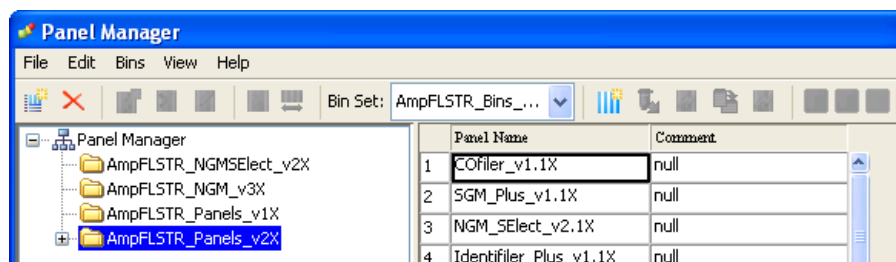 Panel Manager
File Edit Bins View Help
Bin Set: AmpFLSTR_Bins_...
Panel Manager
AmpFLSTR_NGMSElect_v2X
AmpFLSTR_NGM_v3X
AmpFLSTR_Panels_v1X
AmpFLSTR_Panels_v2X
Panel Name Comment
1 COfiler_v1.1X null
2 SGM_Plus_v1.1X null
3 NGM_SElect_v2.1X null
4 Identifiler_Plus_v1.1X null